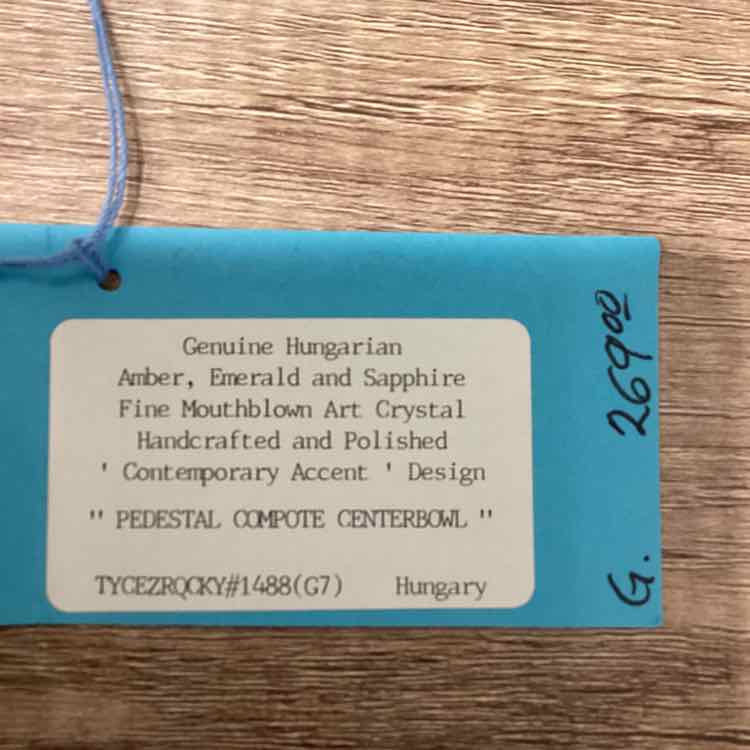 Genuine Hungarian
Amber, Emerald and Sapphire
Fine Mouthblown Art Crystal
Handcrafted and Polished
' Contemporary Accent ' Design
" PEDESTAL COMPOTE CENTERBOWL "
TYCEZRQCKY#1488(G7) Hungary
G. 269⁰⁰